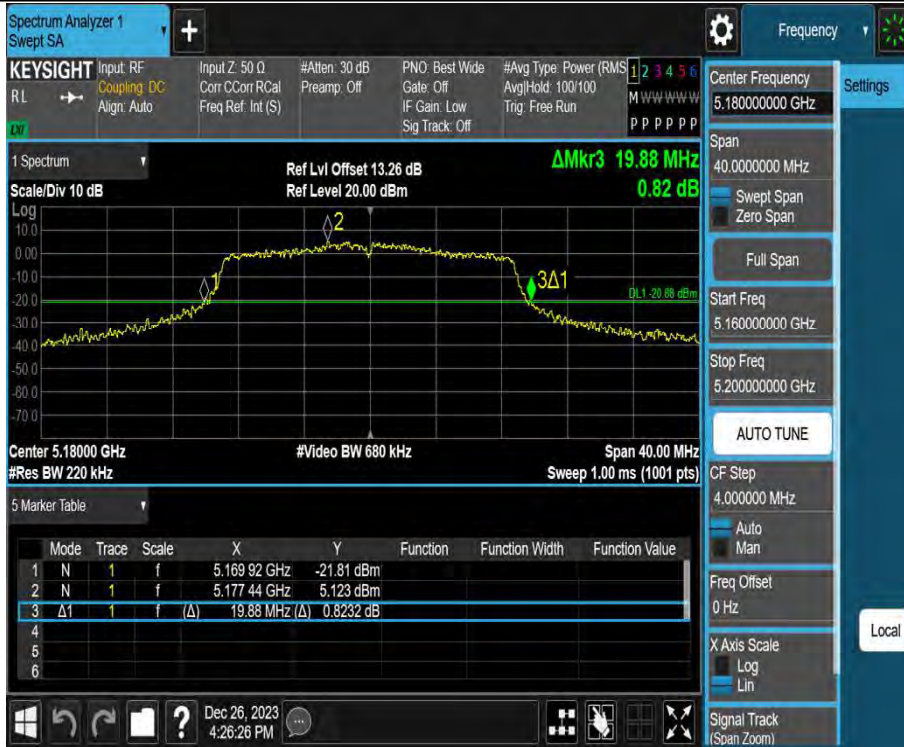 Spectrum Analyzer 1
Swept SA
+
Frequency
KEYSIGHT
RL
LXI
Input: RF
Coupling: DC
Align: Auto
Input Z: 50 Ω
Corr CCorr RCal
Freq Ref: Int (S)
#Atten: 30 dB
Preamp: Off
PNO: Best Wide
Gate: Off
IF Gain: Low
Sig Track: Off
#Avg Type: Power (RMS
Avg|Hold: 100/100
Trig: Free Run
1 2 3 4 5 6
M W W W W W
P P P P P P
1 Spectrum
Scale/Div 10 dB
Ref Lvl Offset 13.26 dB
Ref Level 20.00 dBm
ΔMkr3 19.88 MHz
0.82 dB
Log
10.0
0.00
-10.0
-20.0
-30.0
-40.0
-50.0
-60.0
-70.0
1
2
3Δ1
DL1 -20.88 dBm
Center 5.18000 GHz
#Video BW 680 kHz
Span 40.00 MHz
#Res BW 220 kHz
Sweep 1.00 ms (1001 pts)
5 Marker Table
Mode Trace Scale X Y Function Function Width Function Value
1 N 1 f 5.169 92 GHz -21.81 dBm
2 N 1 f 5.177 44 GHz 5.123 dBm
3 Δ1 1 f (Δ) 19.88 MHz (Δ) 0.8232 dB
4
5
6
?
Dec 26, 2023
4:26:26 PM
Center Frequency
5.180000000 GHz
Span
40.0000000 MHz
Swept Span
Zero Span
Full Span
Start Freq
5.160000000 GHz
Stop Freq
5.200000000 GHz
AUTO TUNE
CF Step
4.000000 MHz
Auto
Man
Freq Offset
0 Hz
X Axis Scale
Log
Lin
Signal Track
(Span Zoom)
Settings
Local